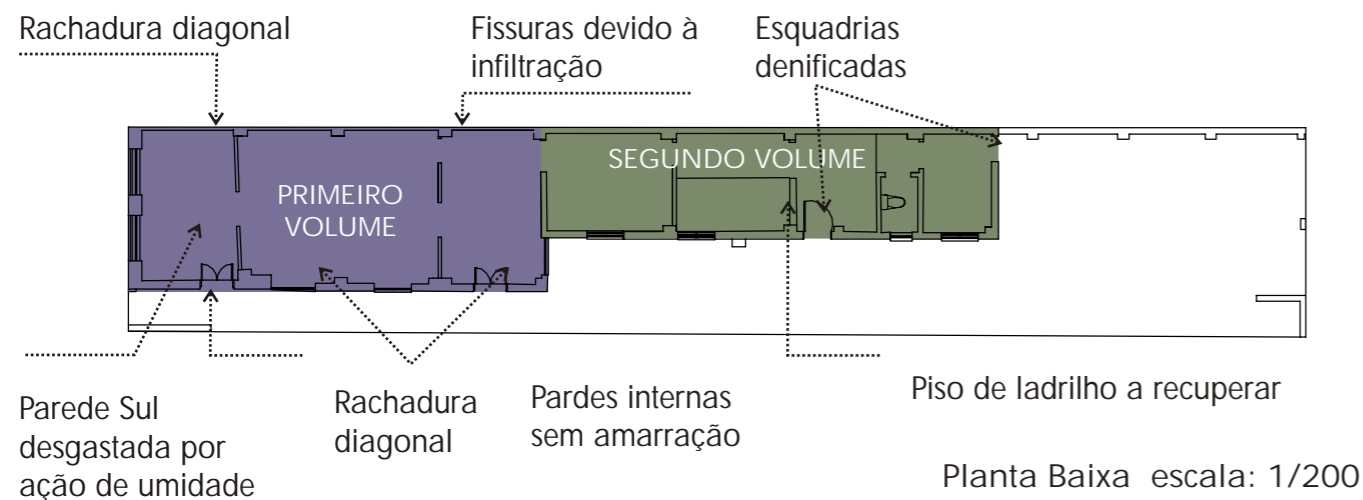 Rachadura diagonal
Fissuras devido à
infiltração
Esquadrias
denificadas
PRIMEIRO
VOLUME
SEGUNDO VOLUME
Parede Sul
desgastada por
ação de umidade
Rachadura
diagonal
Pardes internas
sem amarração
Piso de ladrilho a recuperar
Planta Baixa escala: 1/200